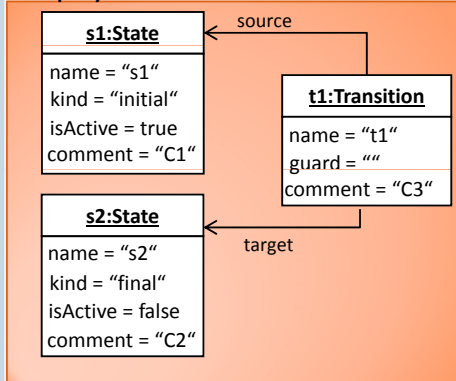 s1:State
name = “s1“
kind = “initial“
isActive = true
comment = “C1“
source
t1:Transition
name = “t1“
guard = ““
comment = “C3“
s2:State
name = “s2“
kind = “final“
isActive = false
comment = “C2“
target